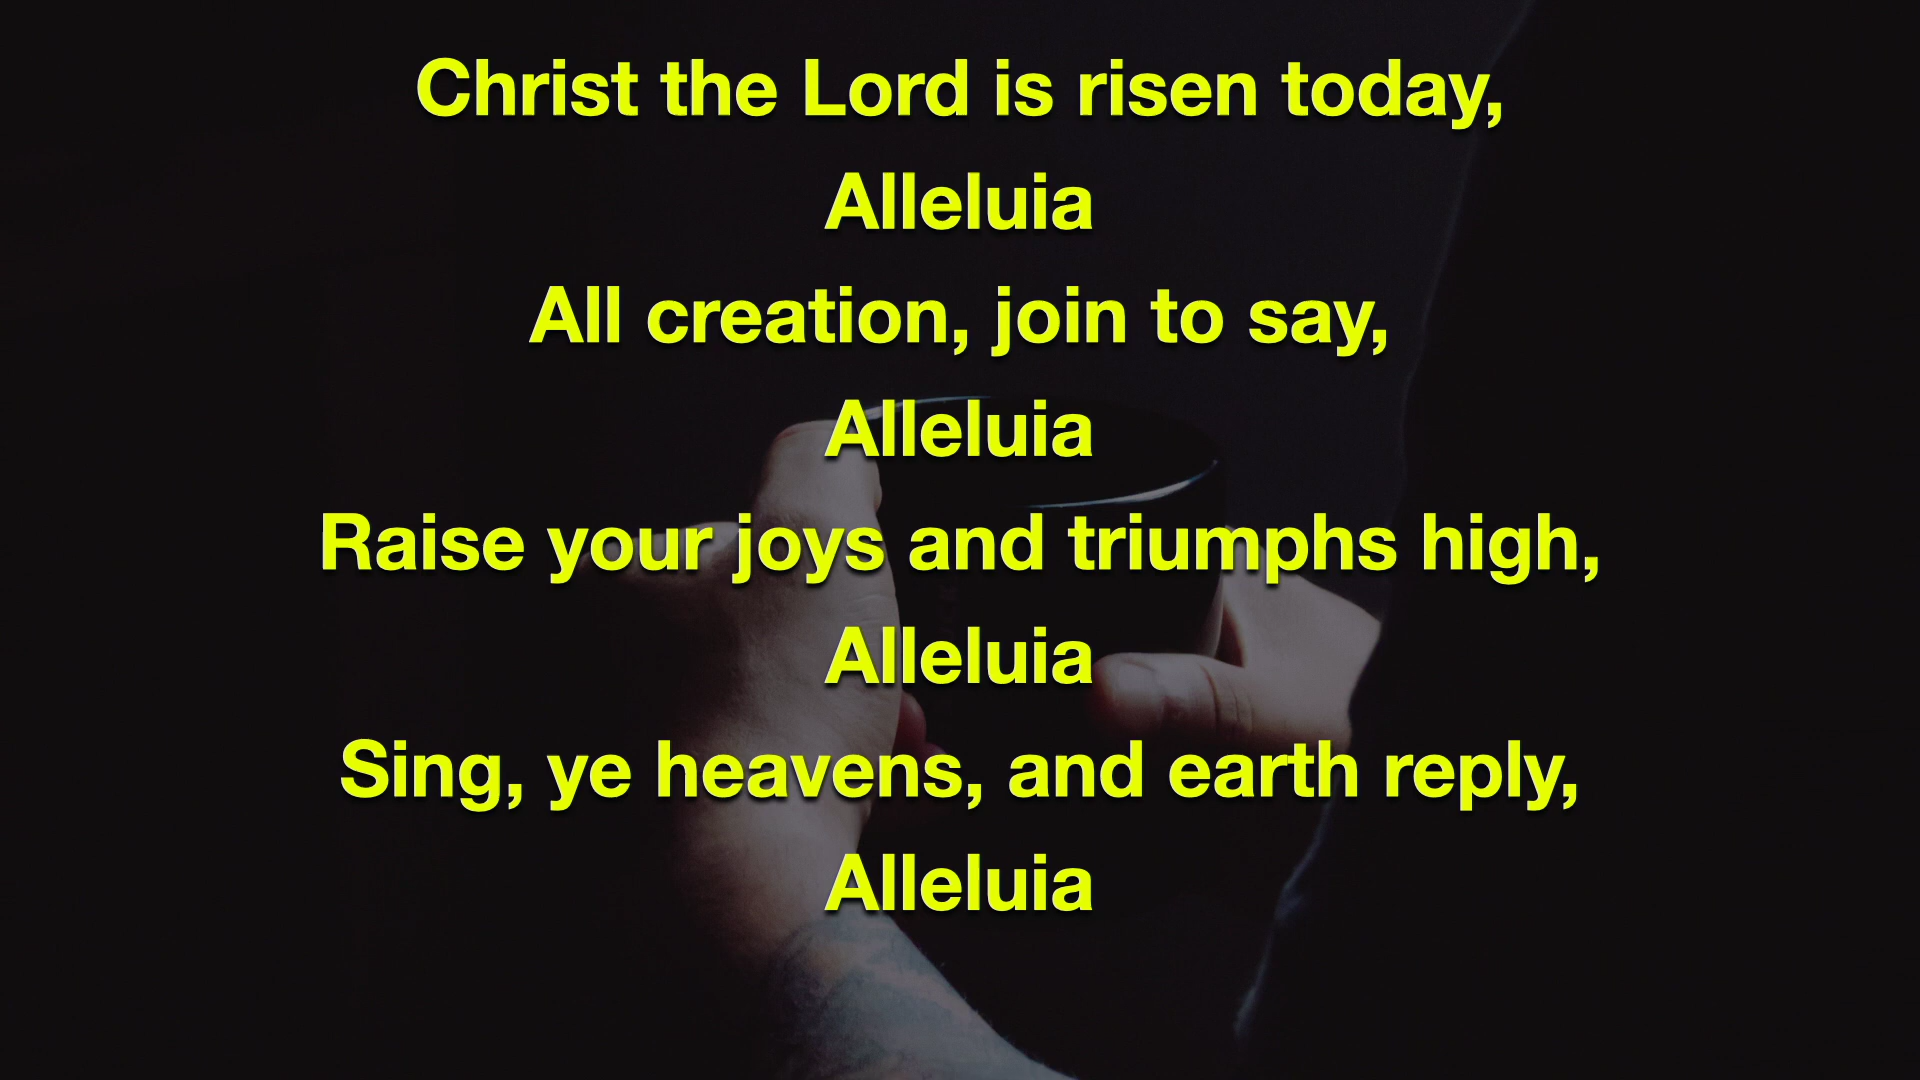 Christ the Lord is risen today,
Alleluia
All creation, join to say,
Alleluia
Raise your joys and triumphs high,
Alleluia
Sing, ye heavens, and earth reply,
Alleluia